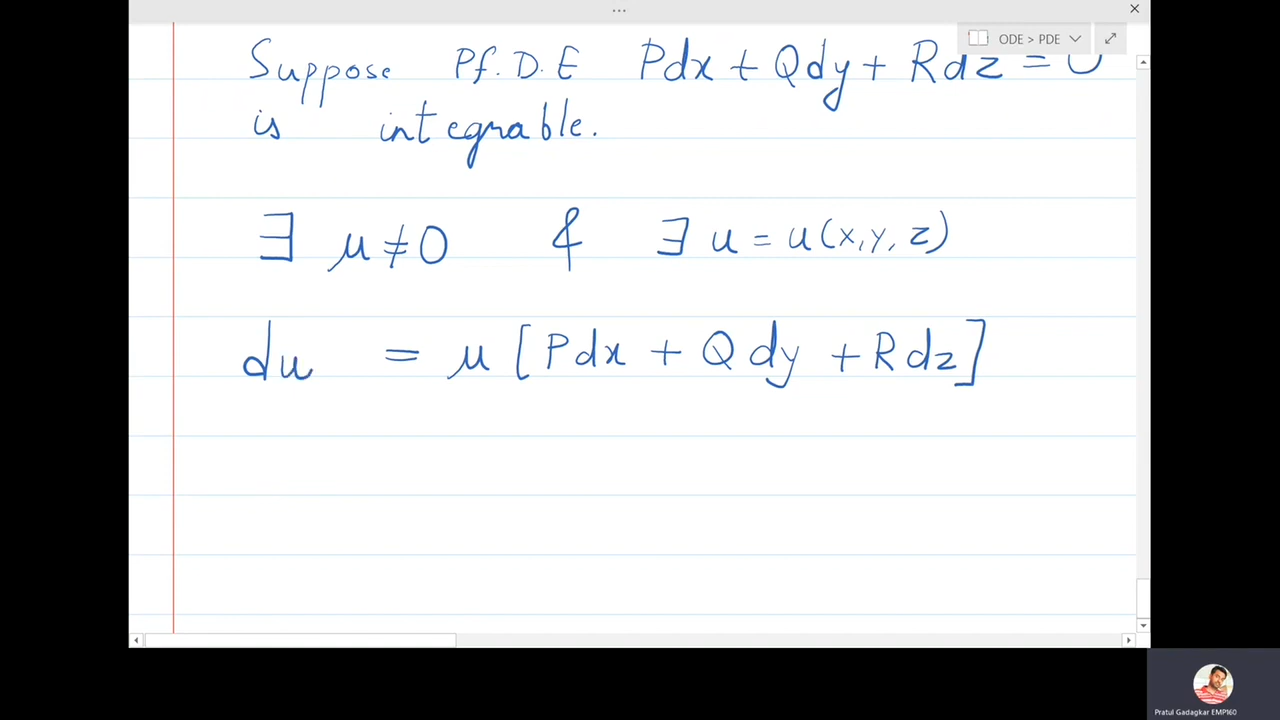 ODE > PDE
Suppose Pf. D. E Pdx + Qdy + Rdz = 0
is integrable.
∃ μ ≠ 0 & ∃ u = u(x, y, z)
du = μ [Pdx + Qdy + Rdz]
Pratul Gadagkar EMP160